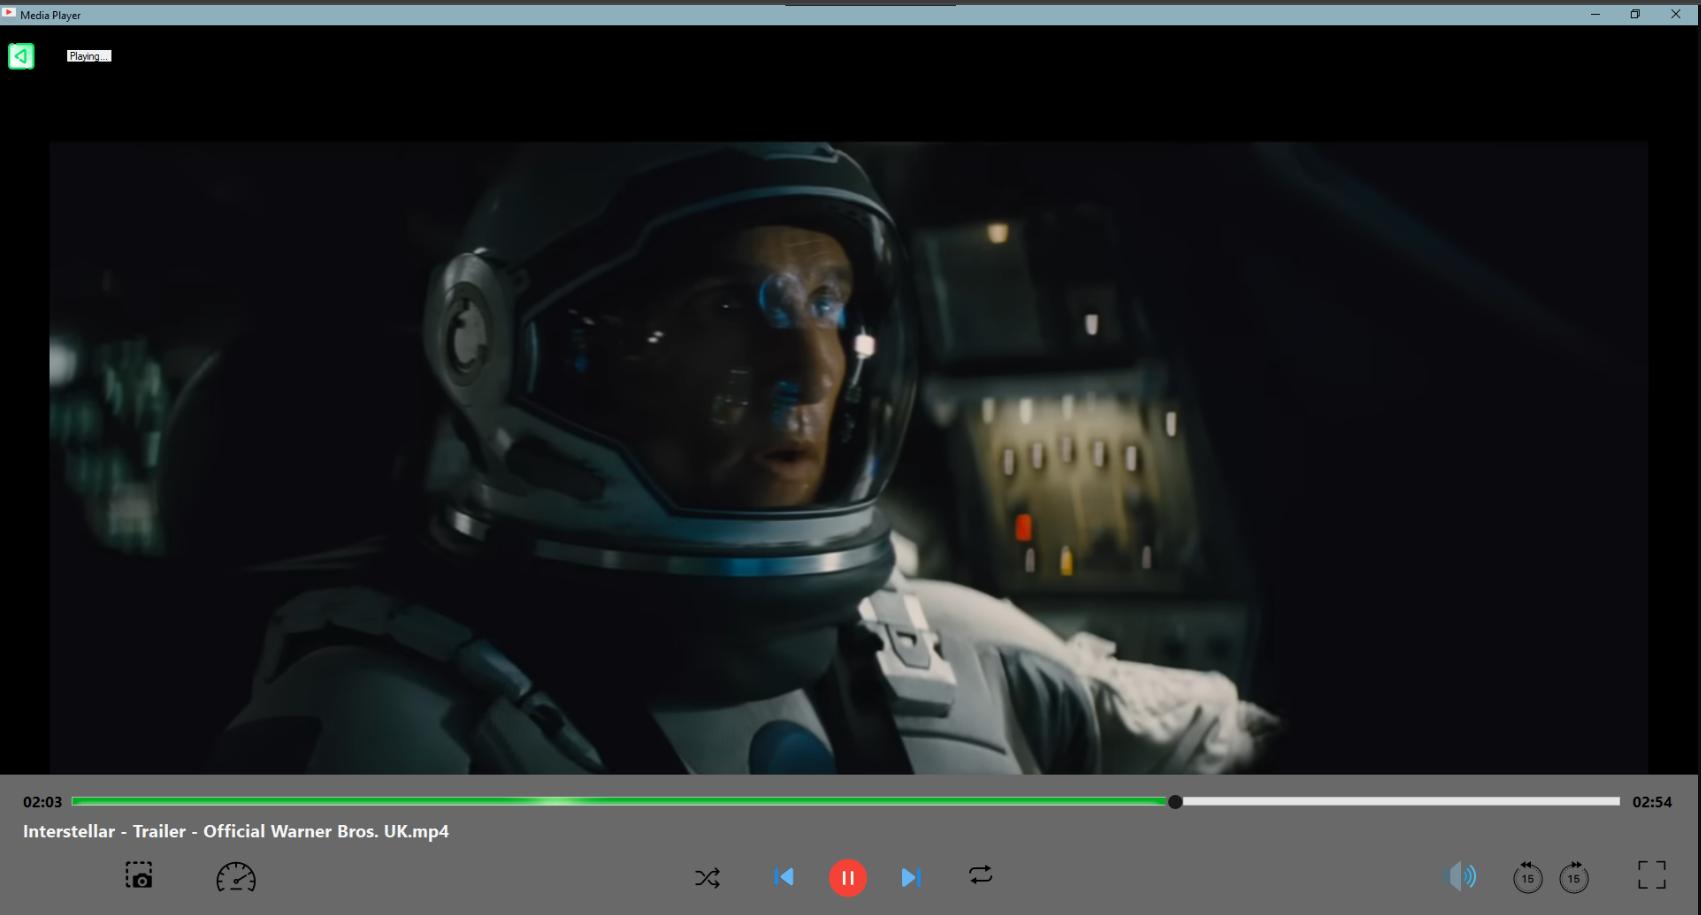 Media Player
Playing...
02:03
02:54
Interstellar - Trailer - Official Warner Bros. UK.mp4
15
15